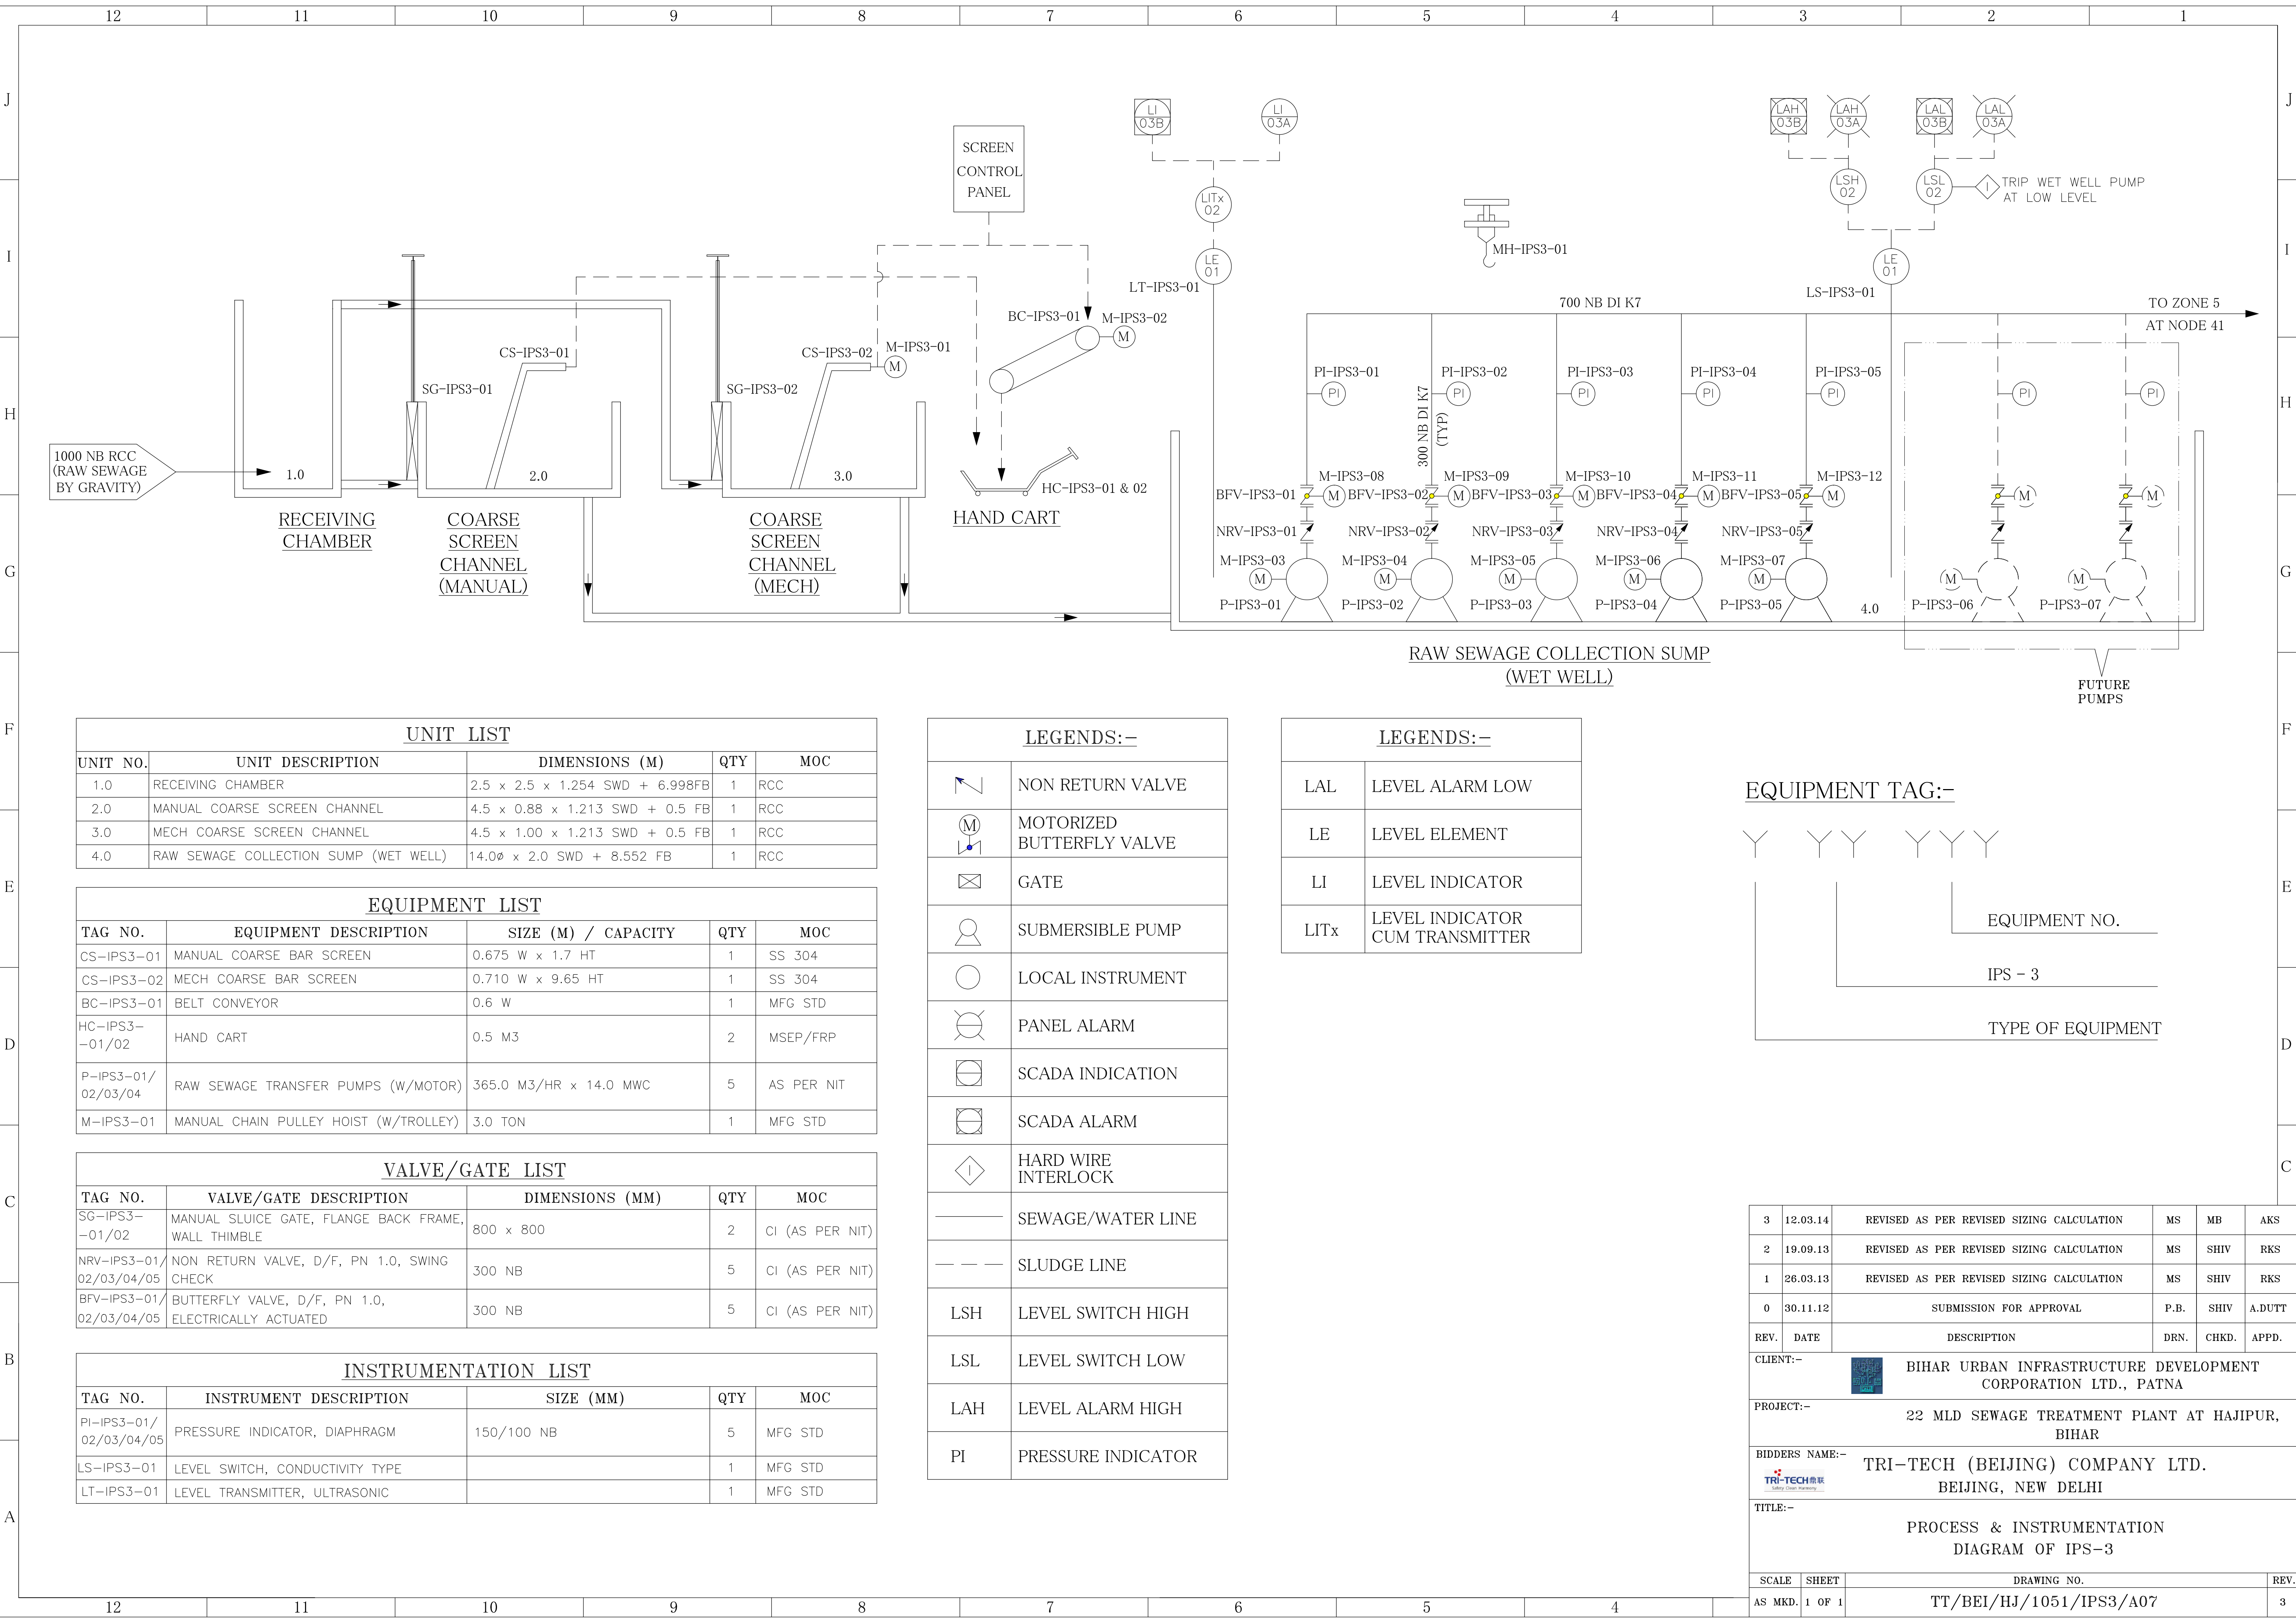 12 11 10 9 8 7 6 5 4 3 2 1
J
I
H
G
F
E
D
C
B
A
J
I
H
G
F
E
D
C
SCREEN
CONTROL
PANEL
LI
03B
LI
03A
LITx
02
LE
01
LT-IPS3-01
MH-IPS3-01
LAH
03B
LAH
03A
LAL
03B
LAL
03A
LSH
02
LSL
02
I
TRIP WET WELL PUMP
AT LOW LEVEL
LE
01
LS-IPS3-01
700 NB DI K7
TO ZONE 5
AT NODE 41
BC-IPS3-01
M-IPS3-02
M
CS-IPS3-01
CS-IPS3-02
M-IPS3-01
M
SG-IPS3-01
SG-IPS3-02
1000 NB RCC
(RAW SEWAGE
BY GRAVITY)
1.0
2.0
3.0
HC-IPS3-01 & 02
RECEIVING
CHAMBER
COARSE
SCREEN
CHANNEL
(MANUAL)
COARSE
SCREEN
CHANNEL
(MECH)
HAND CART
PI-IPS3-01 PI-IPS3-02 PI-IPS3-03 PI-IPS3-04 PI-IPS3-05
PI PI PI PI PI PI PI
300 NB DI K7
(TYP)
M-IPS3-08 M-IPS3-09 M-IPS3-10 M-IPS3-11 M-IPS3-12
BFV-IPS3-01 M BFV-IPS3-02 M BFV-IPS3-03 M BFV-IPS3-04 M BFV-IPS3-05 M M M
NRV-IPS3-01 NRV-IPS3-02 NRV-IPS3-03 NRV-IPS3-04 NRV-IPS3-05
M-IPS3-03 M-IPS3-04 M-IPS3-05 M-IPS3-06 M-IPS3-07
M M M M M M M
P-IPS3-01 P-IPS3-02 P-IPS3-03 P-IPS3-04 P-IPS3-05 4.0 P-IPS3-06 P-IPS3-07
RAW SEWAGE COLLECTION SUMP
(WET WELL)
FUTURE
PUMPS
UNIT LIST
UNIT NO. UNIT DESCRIPTION DIMENSIONS (M) QTY MOC
1.0 RECEIVING CHAMBER 2.5 x 2.5 x 1.254 SWD + 6.998FB 1 RCC
2.0 MANUAL COARSE SCREEN CHANNEL 4.5 x 0.88 x 1.213 SWD + 0.5 FB 1 RCC
3.0 MECH COARSE SCREEN CHANNEL 4.5 x 1.00 x 1.213 SWD + 0.5 FB 1 RCC
4.0 RAW SEWAGE COLLECTION SUMP (WET WELL) 14.0ø x 2.0 SWD + 8.552 FB 1 RCC
EQUIPMENT LIST
TAG NO. EQUIPMENT DESCRIPTION SIZE (M) / CAPACITY QTY MOC
CS-IPS3-01 MANUAL COARSE BAR SCREEN 0.675 W x 1.7 HT 1 SS 304
CS-IPS3-02 MECH COARSE BAR SCREEN 0.710 W x 9.65 HT 1 SS 304
BC-IPS3-01 BELT CONVEYOR 0.6 W 1 MFG STD
HC-IPS3-
-01/02 HAND CART 0.5 M3 2 MSEP/FRP
P-IPS3-01/
02/03/04 RAW SEWAGE TRANSFER PUMPS (W/MOTOR) 365.0 M3/HR x 14.0 MWC 5 AS PER NIT
M-IPS3-01 MANUAL CHAIN PULLEY HOIST (W/TROLLEY) 3.0 TON 1 MFG STD
VALVE/GATE LIST
TAG NO. VALVE/GATE DESCRIPTION DIMENSIONS (MM) QTY MOC
SG-IPS3- MANUAL SLUICE GATE, FLANGE BACK FRAME,
-01/02 WALL THIMBLE 800 x 800 2 CI (AS PER NIT)
NRV-IPS3-01/ NON RETURN VALVE, D/F, PN 1.0, SWING
02/03/04/05 CHECK 300 NB 5 CI (AS PER NIT)
BFV-IPS3-01/ BUTTERFLY VALVE, D/F, PN 1.0,
02/03/04/05 ELECTRICALLY ACTUATED 300 NB 5 CI (AS PER NIT)
INSTRUMENTATION LIST
TAG NO. INSTRUMENT DESCRIPTION SIZE (MM) QTY MOC
PI-IPS3-01/
02/03/04/05 PRESSURE INDICATOR, DIAPHRAGM 150/100 NB 5 MFG STD
LS-IPS3-01 LEVEL SWITCH, CONDUCTIVITY TYPE 1 MFG STD
LT-IPS3-01 LEVEL TRANSMITTER, ULTRASONIC 1 MFG STD
LEGENDS:-
NON RETURN VALVE
M MOTORIZED
BUTTERFLY VALVE
GATE
SUBMERSIBLE PUMP
LOCAL INSTRUMENT
PANEL ALARM
SCADA INDICATION
SCADA ALARM
I HARD WIRE
INTERLOCK
SEWAGE/WATER LINE
SLUDGE LINE
LSH LEVEL SWITCH HIGH
LSL LEVEL SWITCH LOW
LAH LEVEL ALARM HIGH
PI PRESSURE INDICATOR
LEGENDS:-
LAL LEVEL ALARM LOW
LE LEVEL ELEMENT
LI LEVEL INDICATOR
LITx LEVEL INDICATOR
CUM TRANSMITTER
EQUIPMENT TAG:-
EQUIPMENT NO.
IPS - 3
TYPE OF EQUIPMENT
3 12.03.14 REVISED AS PER REVISED SIZING CALCULATION MS MB AKS
2 19.09.13 REVISED AS PER REVISED SIZING CALCULATION MS SHIV RKS
1 26.03.13 REVISED AS PER REVISED SIZING CALCULATION MS SHIV RKS
0 30.11.12 SUBMISSION FOR APPROVAL P.B. SHIV A.DUTT
REV. DATE DESCRIPTION DRN. CHKD. APPD.
CLIENT:-
BIHAR URBAN INFRASTRUCTURE DEVELOPMENT
CORPORATION LTD., PATNA
PROJECT:-
22 MLD SEWAGE TREATMENT PLANT AT HAJIPUR,
BIHAR
BIDDERS NAME:-
TRI-TECH桑联
Safety Clean Harmony
TRI-TECH (BEIJING) COMPANY LTD.
BEIJING, NEW DELHI
TITLE:-
PROCESS & INSTRUMENTATION
DIAGRAM OF IPS-3
SCALE SHEET DRAWING NO. REV.
AS MKD. 1 OF 1 TT/BEI/HJ/1051/IPS3/A07 3
12 11 10 9 8 7 6 5 4